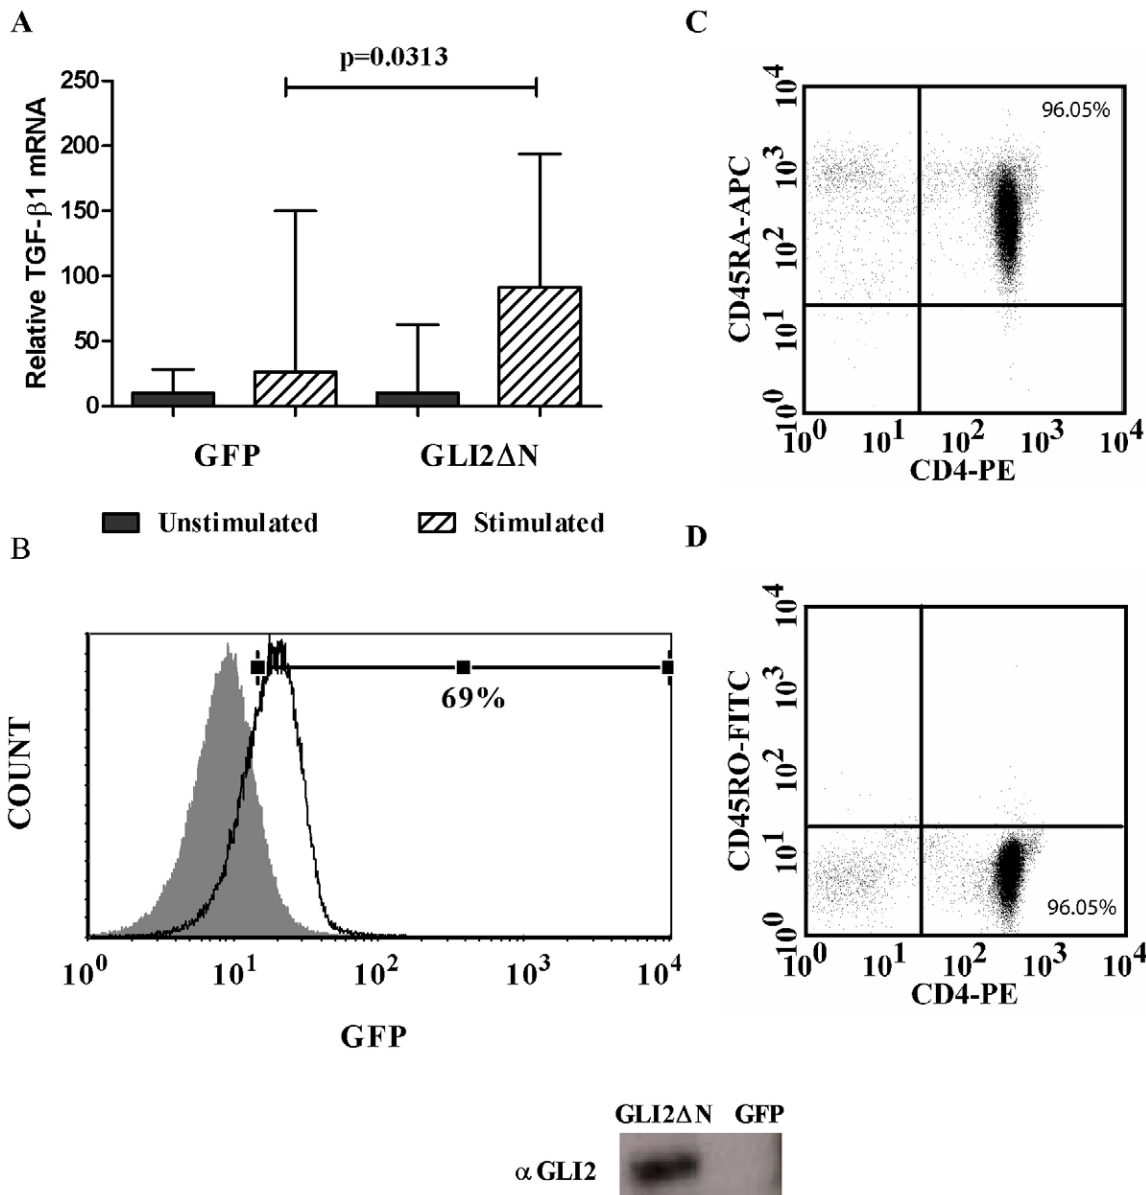 A
p=0.0313
Relative TGF-β1 mRNA
250
200
150
100
50
0
GFP
GLI2ΔN
Unstimulated
Stimulated
B
COUNT
69%
10⁰ 10¹ 10² 10³ 10⁴
GFP
C
CD45RA-APC
10⁴
10³
10²
10¹
10⁰
96.05%
10⁰ 10¹ 10² 10³ 10⁴
CD4-PE
D
CD45RO-FITC
10⁴
10³
10²
10¹
10⁰
96.05%
10⁰ 10¹ 10² 10³ 10⁴
CD4-PE
GLI2ΔN GFP
α GLI2